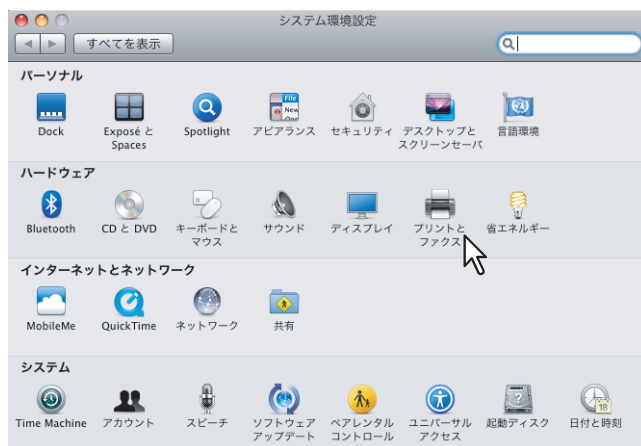 システム環境設定
すべてを表示
パーソナル
Dock
Exposé と
Spaces
Spotlight
アピアランス
セキュリティ
デスクトップと
スクリーンセーバ
言語環境
ハードウェア
Bluetooth
CD と DVD
キーボードと
マウス
サウンド
ディスプレイ
プリントと
ファクス
省エネルギー
インターネットとネットワーク
MobileMe
QuickTime
ネットワーク
共有
システム
Time Machine
アカウント
スピーチ
ソフトウェア
アップデート
ペアレンタル
コントロール
ユニバーサル
アクセス
起動ディスク
日付と時刻
File
New
18